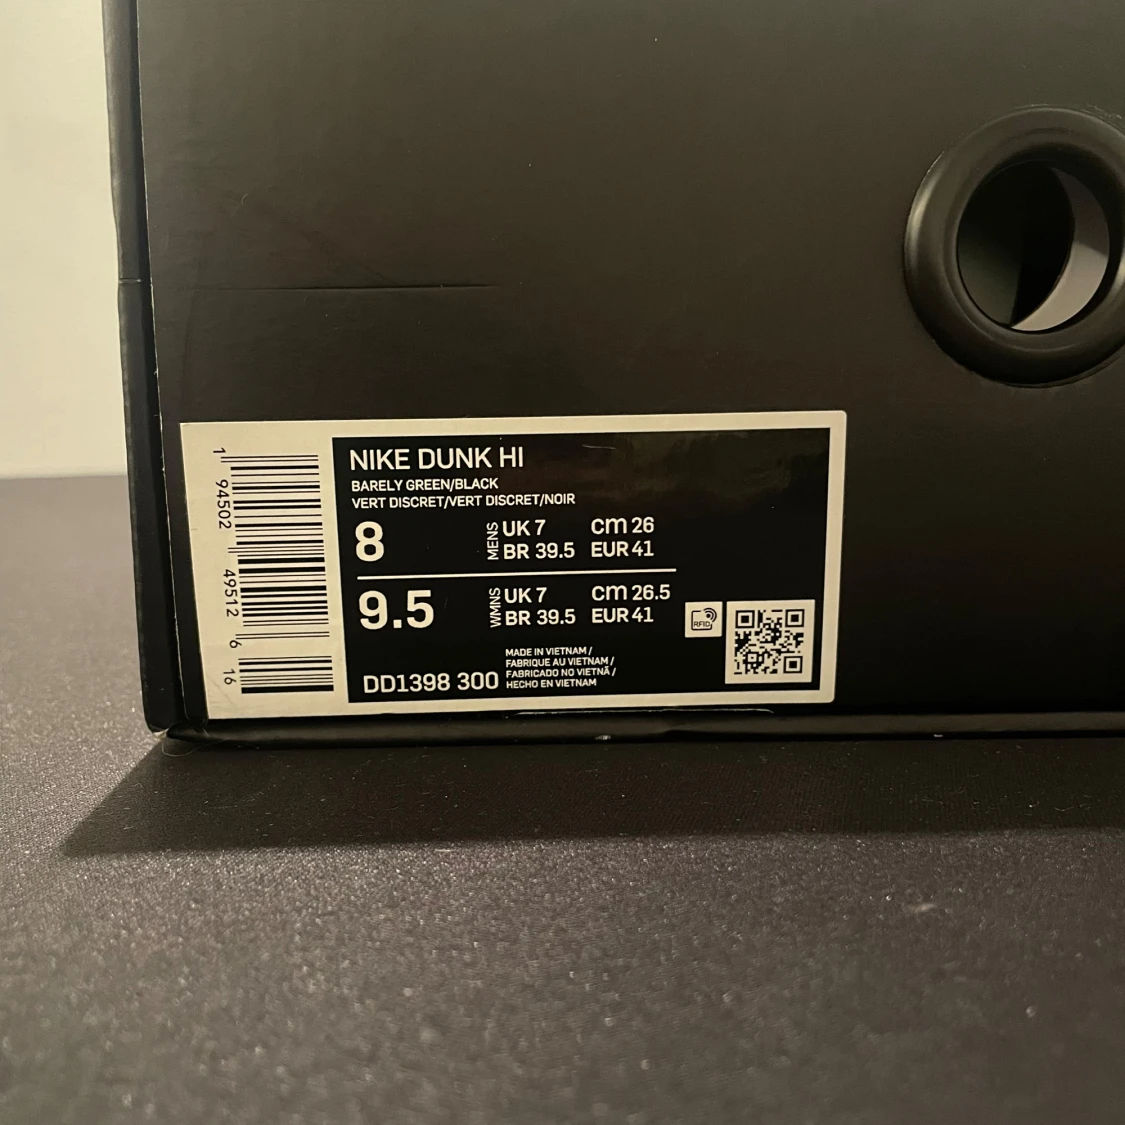 1 94502 49512 6 16
NIKE DUNK HI
BARELY GREEN/BLACK
VERT DISCRET/VERT DISCRET/NOIR
8 MENS UK 7 cm 26
BR 39.5 EUR 41
9.5 WMNS UK 7 cm 26.5
BR 39.5 EUR 41
RFID
MADE IN VIETNAM /
FABRIQUE AU VIETNAM /
FABRICADO NO VIETNÃ /
HECHO EN VIETNAM
DD1398 300